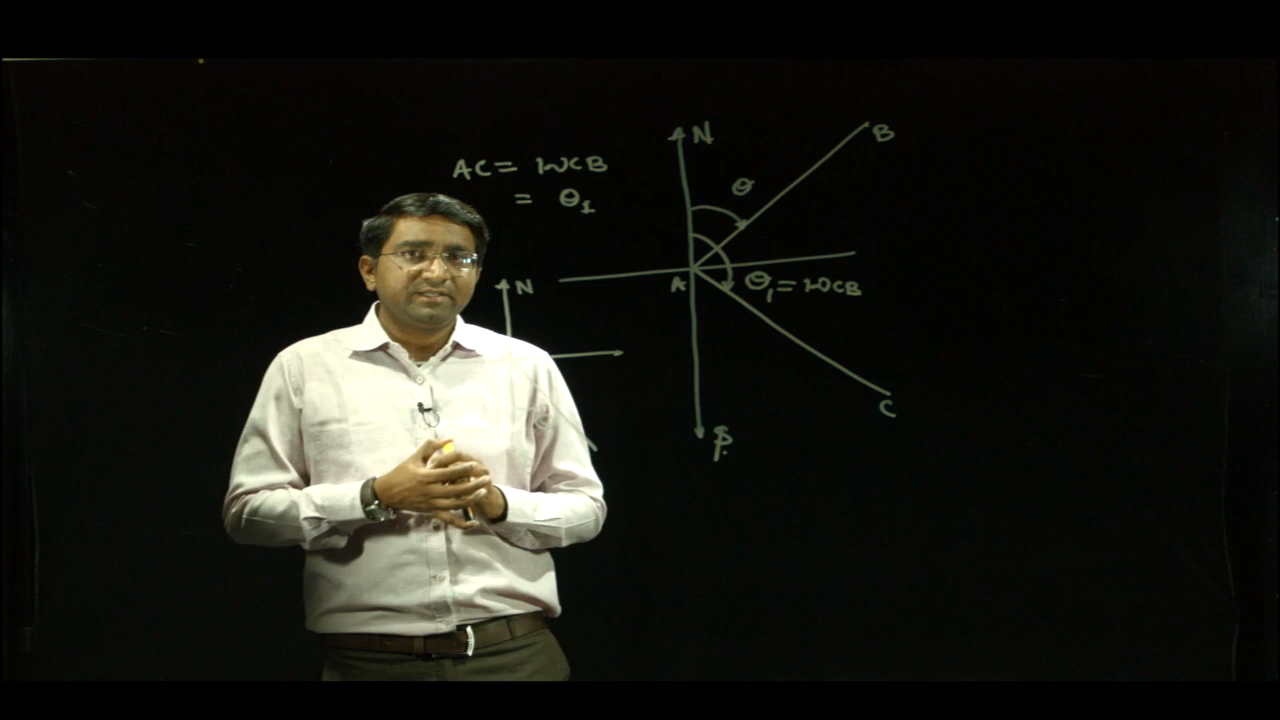 AC = WCB
= θ1
N
N
B
θ
A
θ1 = WCB
C
S